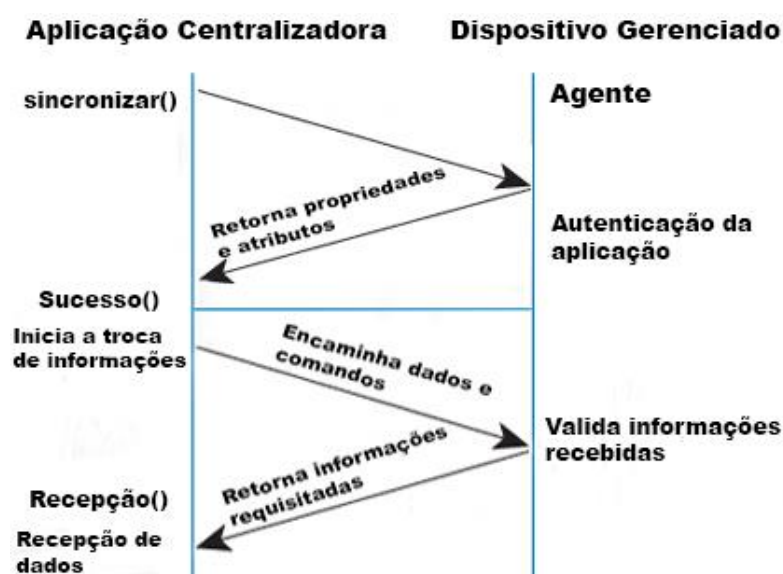 Aplicação Centralizadora
Dispositivo Gerenciado
sincronizar()
Agente
Retorna propriedades
e atributos
Autenticação da
aplicação
Sucesso()
Inicia a troca
de informações
Encaminha dados e
comandos
Valida informações
recebidas
Retorna informações
requisitadas
Recepção()
Recepção de
dados